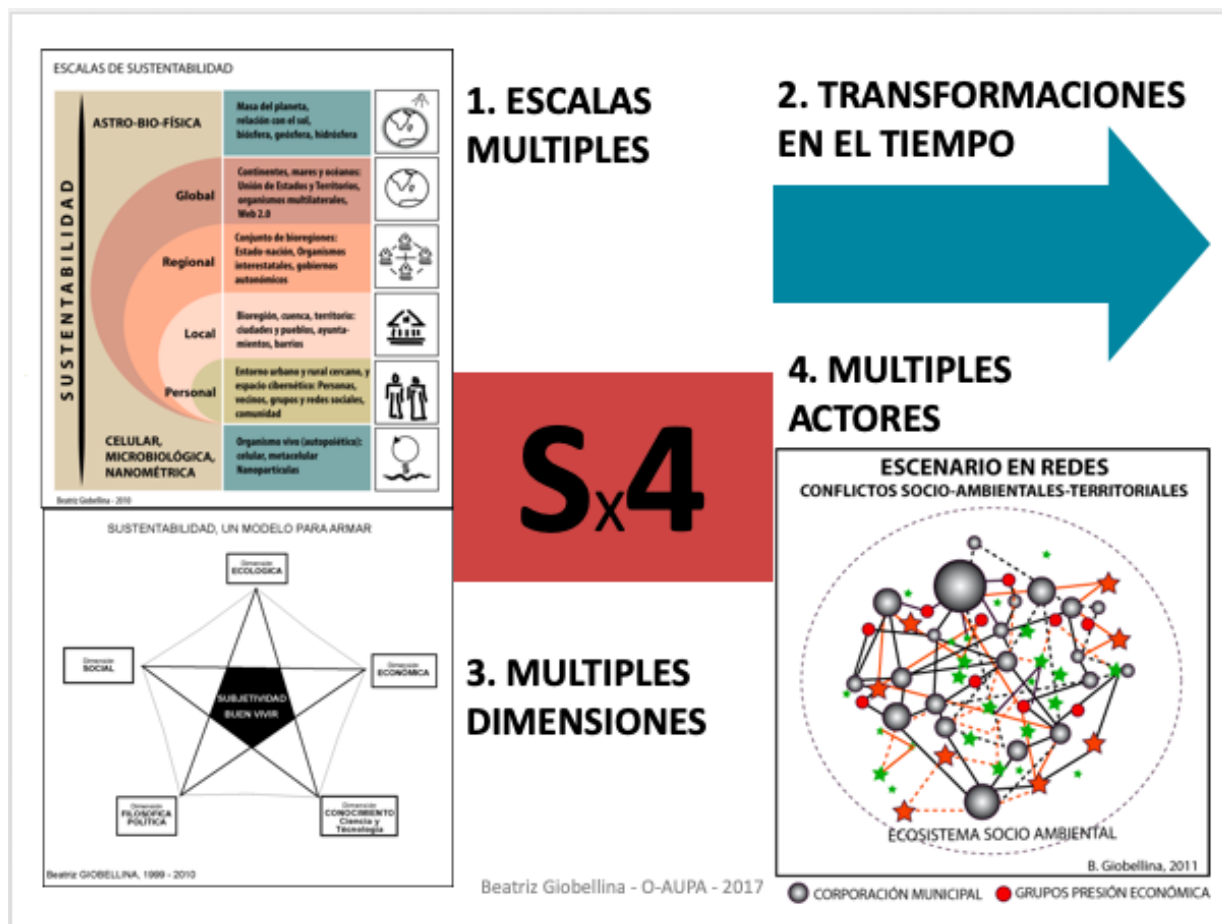 ESCALAS DE SUSTENTABILIDAD
SUSTENTABILIDAD
ASTRO-BIO-FÍSICA
Masa del planeta,
relación con el sol,
biósfera, geósfera, hidrósfera
Global
Continentes, mares y océanos:
Unión de Estados y Territorios,
organismos multilaterales,
Web 2.0
Regional
Conjunto de bioregiones:
Estado-nación, Organismos
interestatales, gobiernos
autonómicos
Local
Bioregión, cuenca, territorio:
ciudades y pueblos, ayunta-
mientos, barrios
Personal
Entorno urbano y rural cercano, y
espacio cibernético: Personas,
vecinos, grupos y redes sociales,
comunidad
CELULAR,
MICROBIOLÓGICA,
NANOMÉTRICA
Organismo vivo (autopoiético):
celular, metacelular
Nanopartículas
Beatriz Giobellina - 2010
1. ESCALAS
MULTIPLES
2. TRANSFORMACIONES
EN EL TIEMPO
Sx4
SUSTENTABILIDAD, UN MODELO PARA ARMAR
Dimensión
ECOLOGICA
Dimensión
SOCIAL
Dimensión
ECONÓMICA
SUBJETIVIDAD
BUEN VIVIR
Dimensión
FILOSOFICA
POLÍTICA
Dimensión
CONOCIMIENTO
Ciencia y
Técnología
Beatriz GIOBELLINA, 1999 - 2010
3. MULTIPLES
DIMENSIONES
4. MULTIPLES
ACTORES
ESCENARIO EN REDES
CONFLICTOS SOCIO-AMBIENTALES-TERRITORIALES
ECOSISTEMA SOCIO AMBIENTAL
B. Giobellina, 2011
CORPORACIÓN MUNICIPAL
GRUPOS PRESIÓN ECONÓMICA
Beatriz Giobellina - O-AUPA - 2017